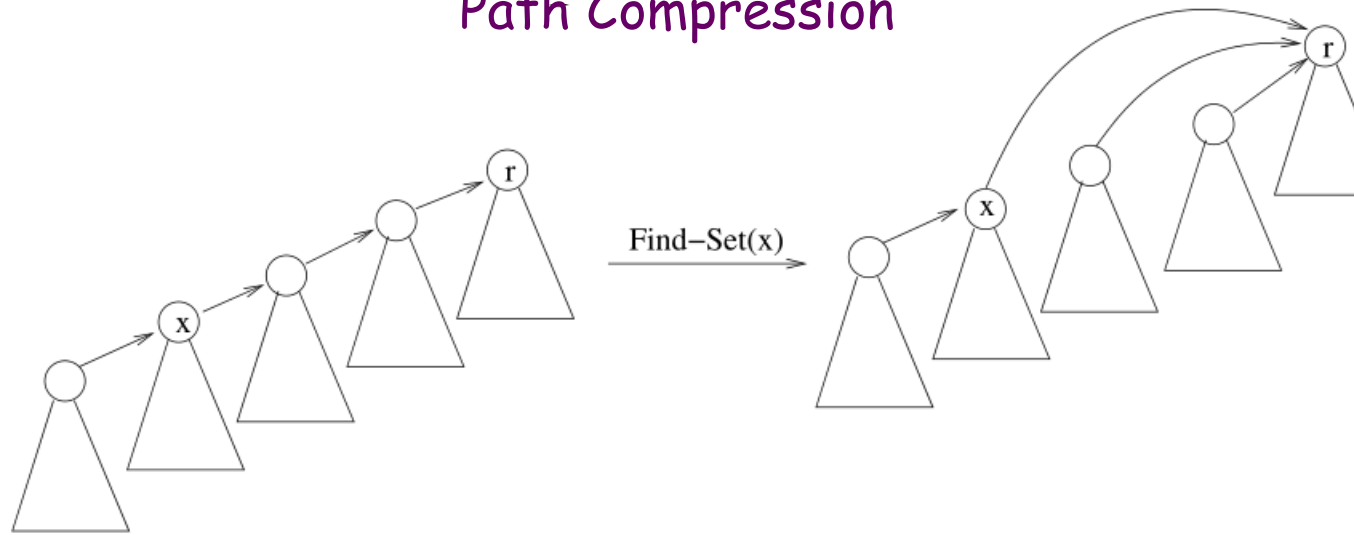 Path Compression
r
r
x
Find−Set(x)
x